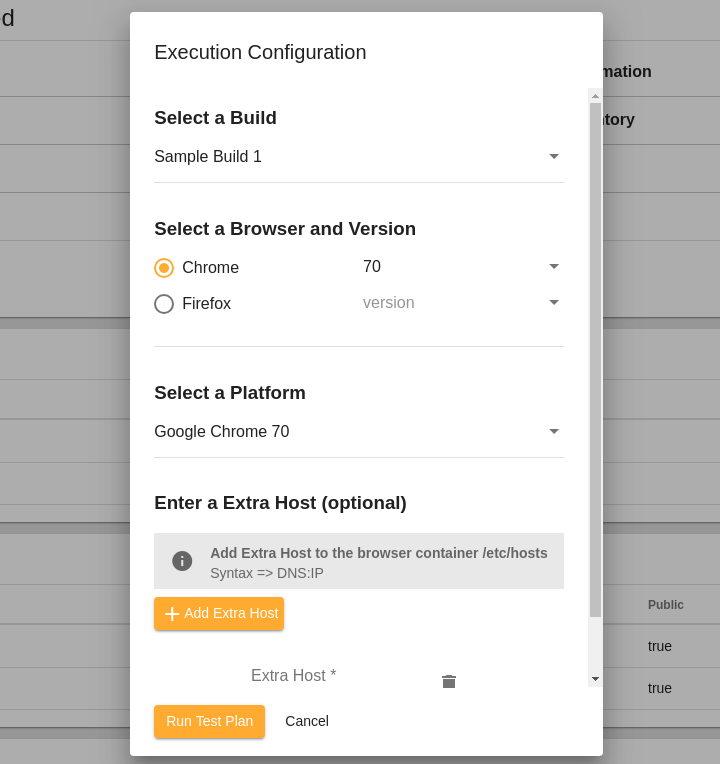 ed
Execution Configuration
mation
Select a Build
ntory
Sample Build 1
Select a Browser and Version
Chrome 70
Firefox version
Select a Platform
Google Chrome 70
Enter a Extra Host (optional)
Add Extra Host to the browser container /etc/hosts
Syntax => DNS:IP
Add Extra Host
Public
true
Extra Host *
true
Run Test Plan Cancel